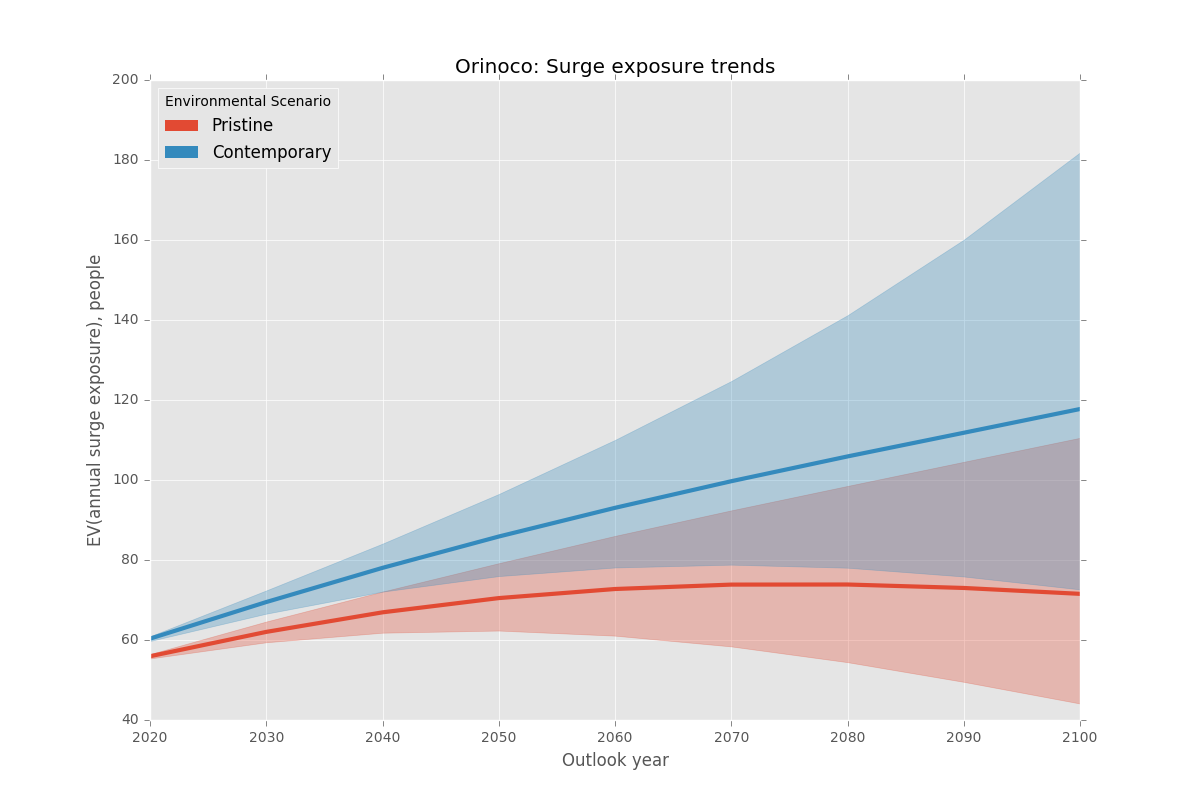 Orinoco: Surge exposure trends
Environmental Scenario
Pristine
Contemporary
EV(annual surge exposure), people
200
180
160
140
120
100
80
60
40
2020 2030 2040 2050 2060 2070 2080 2090 2100
Outlook year